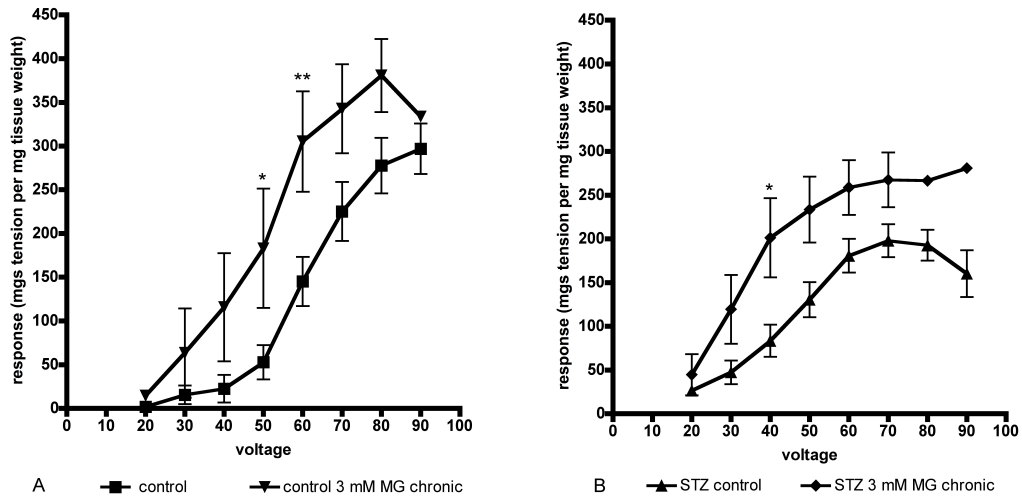 450
400
350
300
250
200
150
100
50
0
response (mgs tension per mg tissue weight)
*
**
0 10 20 30 40 50 60 70 80 90 100
voltage
A control control 3 mM MG chronic
450
400
350
300
250
200
150
100
50
0
response (mgs tension per mg tissue weight)
*
0 10 20 30 40 50 60 70 80 90 100
voltage
B STZ control STZ 3 mM MG chronic